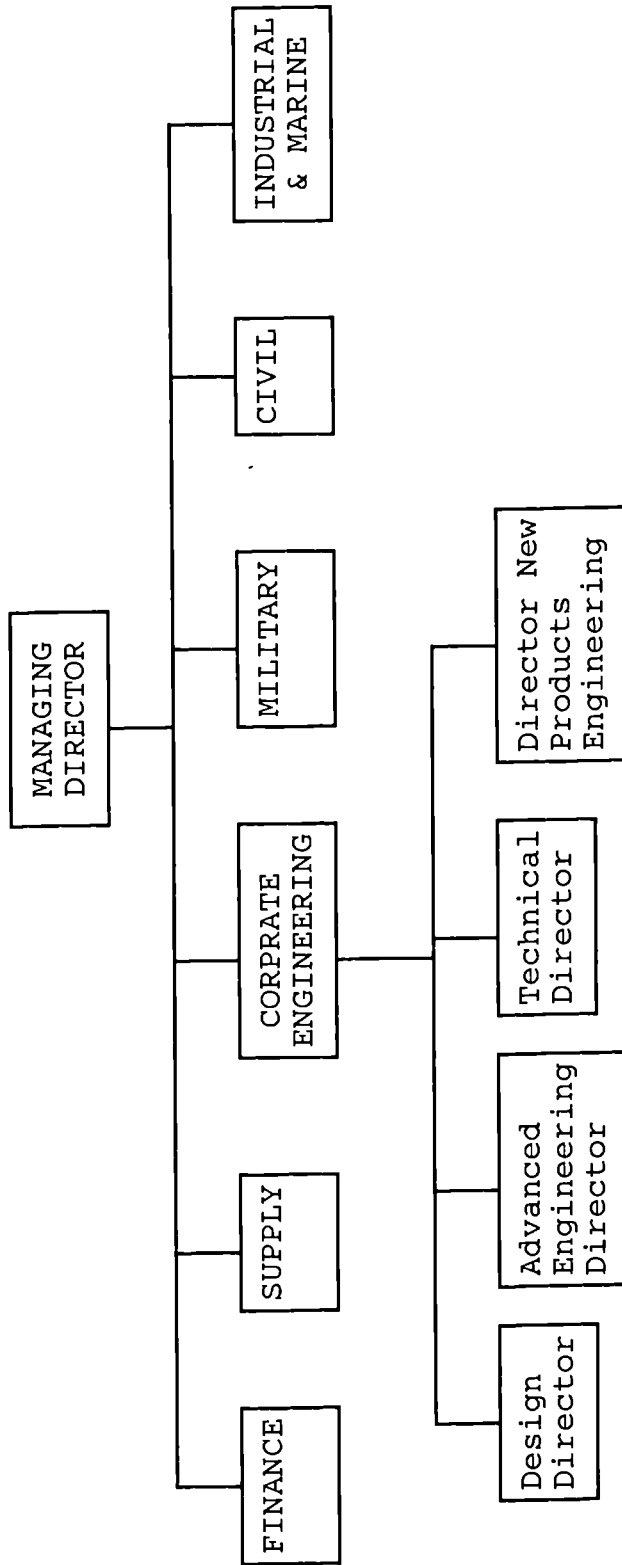 MANAGING
DIRECTOR
FINANCE
SUPPLY
CORPRATE
ENGINEERING
MILITARY
CIVIL
INDUSTRIAL
& MARINE
Design
Director
Advanced
Engineering
Director
Technical
Director
Director New
Products
Engineering